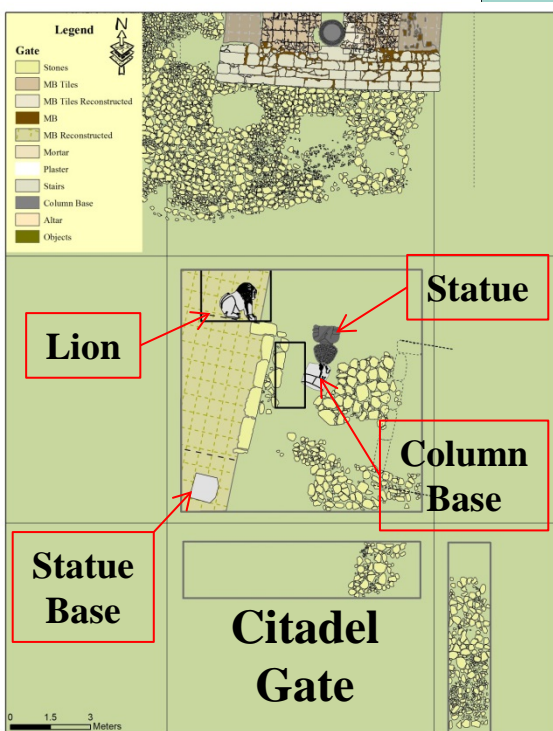 Legend
N
Gate
Stones
MB Tiles
MB Tiles Reconstructed
MB
MB Reconstructed
Mortar
Plaster
Stairs
Column Base
Altar
Objects
Statue
Lion
Column
Base
Statue
Base
Citadel
Gate
0 1.5 3
Meters